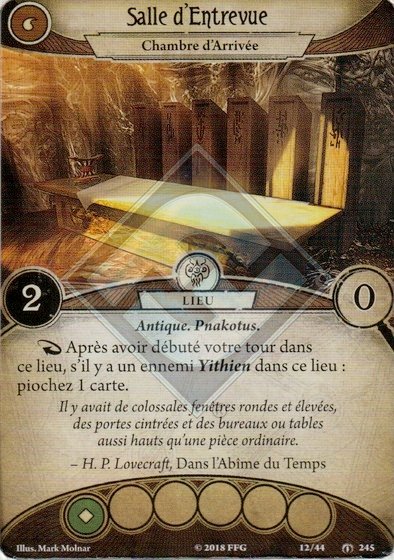 Salle d'Entrevue
Chambre d'Arrivée
2
LIEU
0
Antique. Pnakotus.
Après avoir débuté votre tour dans
ce lieu, s'il y a un ennemi Yithien dans ce lieu :
piochez 1 carte.
Il y avait de colossales fenêtres rondes et élevées,
des portes cintrées et des bureaux ou tables
aussi hauts qu'une pièce ordinaire.
– H. P. Lovecraft, Dans l'Abîme du Temps
Illus. Mark Molnar
© 2018 FFG
12/44
245